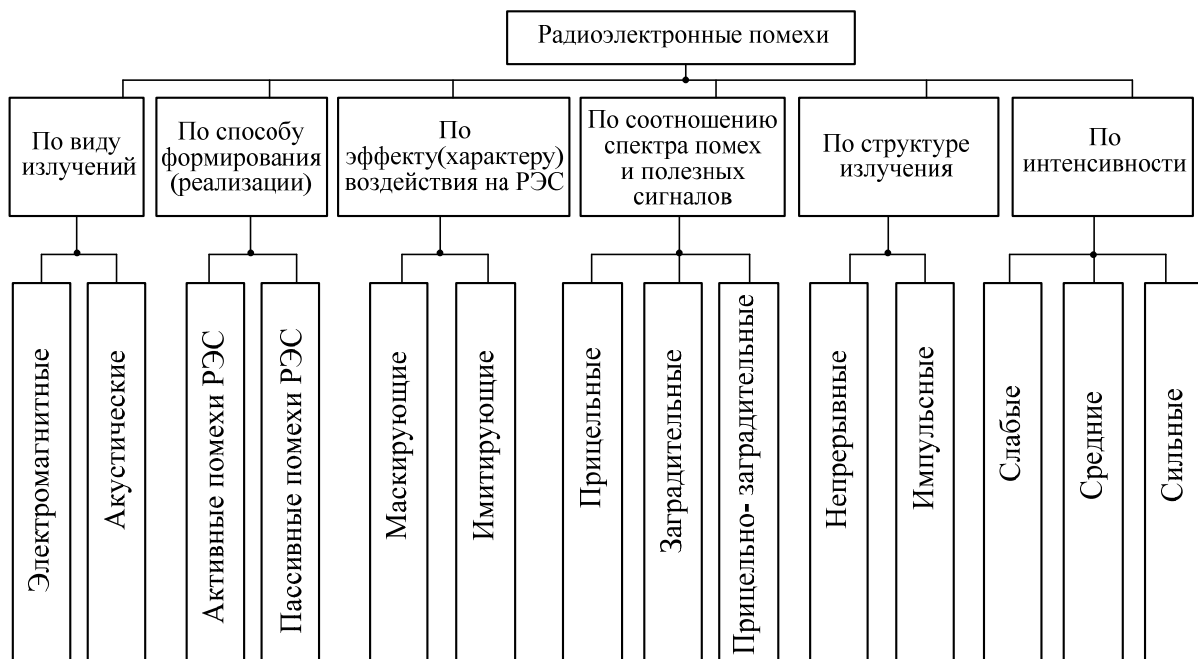 Радиоэлектронные помехи
По виду
излучений
По способу
формирования
(реализации)
По
эффекту(характеру)
воздействия на РЭС
По соотношению
спектра помех
и полезных
сигналов
По структуре
излучения
По
интенсивности
Электромагнитные
Акустические
Активные помехи РЭС
Пассивные помехи РЭС
Маскирующие
Имитирующие
Прицельные
Заградительные
Прицельно- заградительные
Непрерывные
Импульсные
Слабые
Средние
Сильные